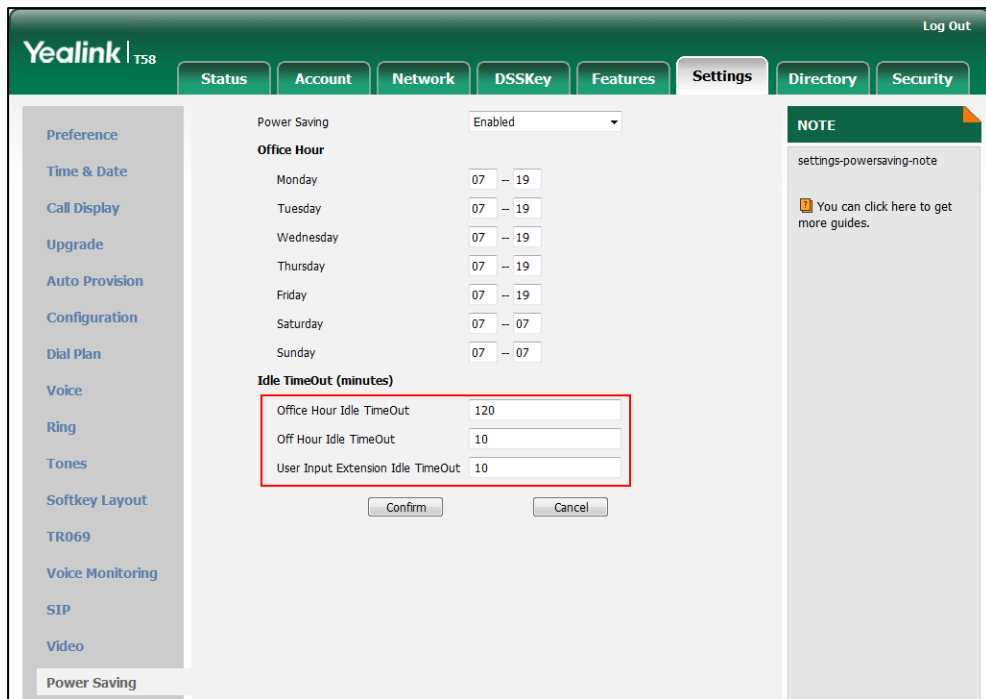 Log Out
Yealink | T58
Status Account Network DSSKey Features Settings Directory Security
Preference
Time & Date
Call Display
Upgrade
Auto Provision
Configuration
Dial Plan
Voice
Ring
Tones
Softkey Layout
TR069
Voice Monitoring
SIP
Video
Power Saving
Power Saving Enabled
Office Hour
Monday 07 -- 19
Tuesday 07 -- 19
Wednesday 07 -- 19
Thursday 07 -- 19
Friday 07 -- 19
Saturday 07 -- 07
Sunday 07 -- 07
Idle TimeOut (minutes)
Office Hour Idle TimeOut 120
Off Hour Idle TimeOut 10
User Input Extension Idle TimeOut 10
Confirm Cancel
NOTE
settings-powersaving-note
? You can click here to get
more guides.